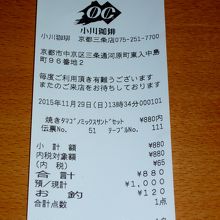 小川珈琲
小川珈琲 京都三条店075-251-7700
京都市中京区三条通河原町東入中島
町96番地2
毎度ご利用頂き有難うございます
またのご来店をお待ちしております
2015年11月29日(日)13時34分000101
焼きタマゴンミックスサンドセット ¥880内
伝票No. 51 テーブルNo. 111
小計額 ¥880
内税対象額 ¥880
内税 ¥65
合計 ¥880
預/現計 ¥1,000
お釣 ¥120
合計点数 1点